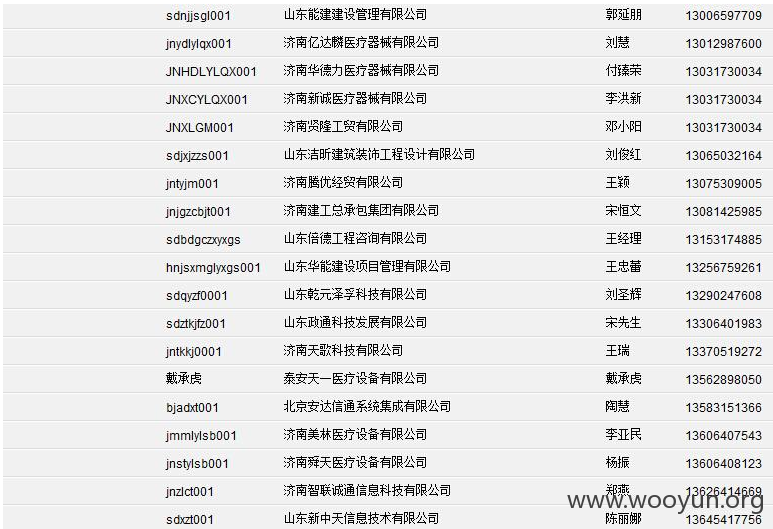 sdnjjsgl001 山东能建建设管理有限公司 郭延朋 13006597709
jnydlylqx001 济南亿达麟医疗器械有限公司 刘慧 13012987600
JNHDLYLQX001 济南华德力医疗器械有限公司 付臻荣 13031730034
JNXCYLQX001 济南新诚医疗器械有限公司 李洪新 13031730034
JNXLGM001 济南贤隆工贸有限公司 邓小阳 13031730034
sdjxjzzs001 山东洁昕建筑装饰工程设计有限公司 刘俊红 13065032164
jntyjm001 济南腾优经贸有限公司 王颖 13075309005
jnjgzcbjt001 济南建工总承包集团有限公司 宋恒文 13081425985
sdbdgczxyxgs 山东倍德工程咨询有限公司 王经理 13153174885
hnjsxmglyxgs001 山东华能建设项目管理有限公司 王忠蕾 13256759261
sdqyzf0001 山东乾元泽孚科技有限公司 刘圣辉 13290247608
sdztkjfz001 山东政通科技发展有限公司 宋先生 13306401983
jntkkj0001 济南天歌科技有限公司 王瑞 13370519272
戴承虎 泰安天一医疗设备有限公司 戴承虎 13562898050
bjadxt001 北京安达信通系统集成有限公司 陶慧 13583151366
jmmlylsb001 济南美林医疗设备有限公司 李亚民 13606407543
jnstylsb001 济南舜天医疗设备有限公司 杨振 13606408123
jnzlct001 济南智联诚通信息科技有限公司 郑燕 13626414669
www.wooyun.org
sdxzt001 山东新中天信息技术有限公司 陈丽娜 13645417756